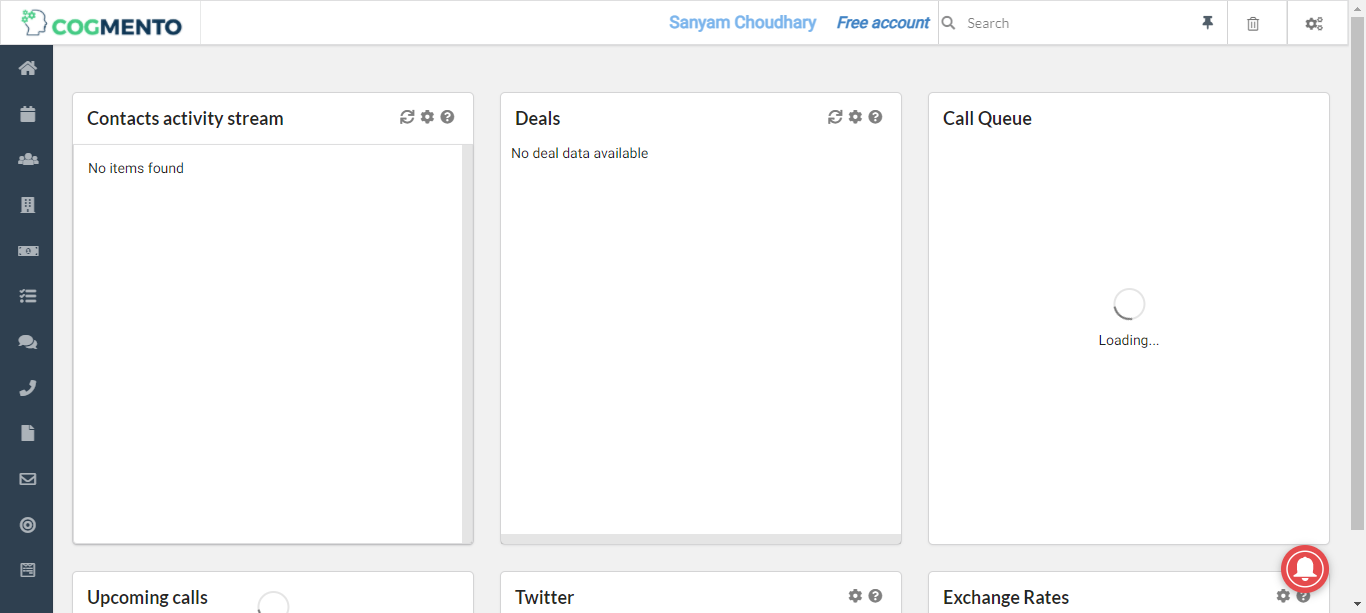 COGMENTO
Sanyam Choudhary
Free account
Search
Contacts activity stream
No items found
Deals
No deal data available
Call Queue
Loading...
Upcoming calls
Twitter
Exchange Rates